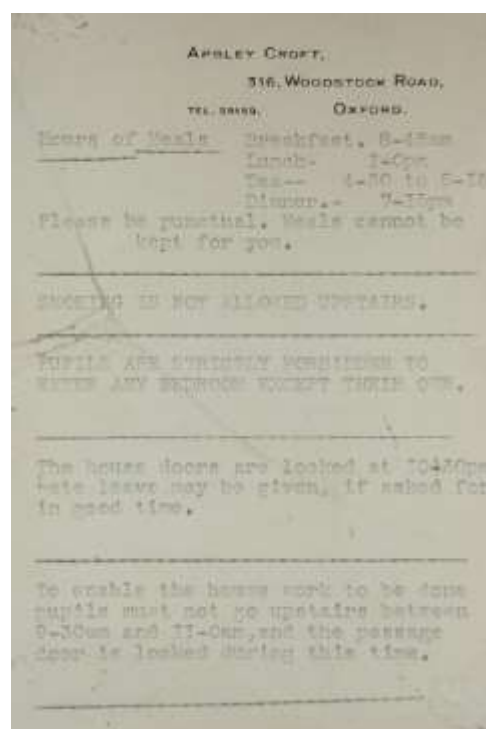 APSLEY CROFT,
316, WOODSTOCK ROAD,
TEL. OXFORD.
Hours of Meals Breakfast. 8-45am
Lunch- 1-0pm
Tea-- 4-30 to 5-15
Dinner.- 7-15pm
Please be punctual. Meals cannot be
kept for you.
SMOKING IS NOT ALLOWED UPSTAIRS.
PUPILS ARE STRICTLY FORBIDDEN TO
ENTER ANY BEDROOM EXCEPT THEIR OWN.
The house doors are locked at 10-30pm
Late leave may be given, if asked for
in good time.
To enable the house work to be done
pupils must not go upstairs between
9-30am and 11-0am,and the passage
door is locked during this time.